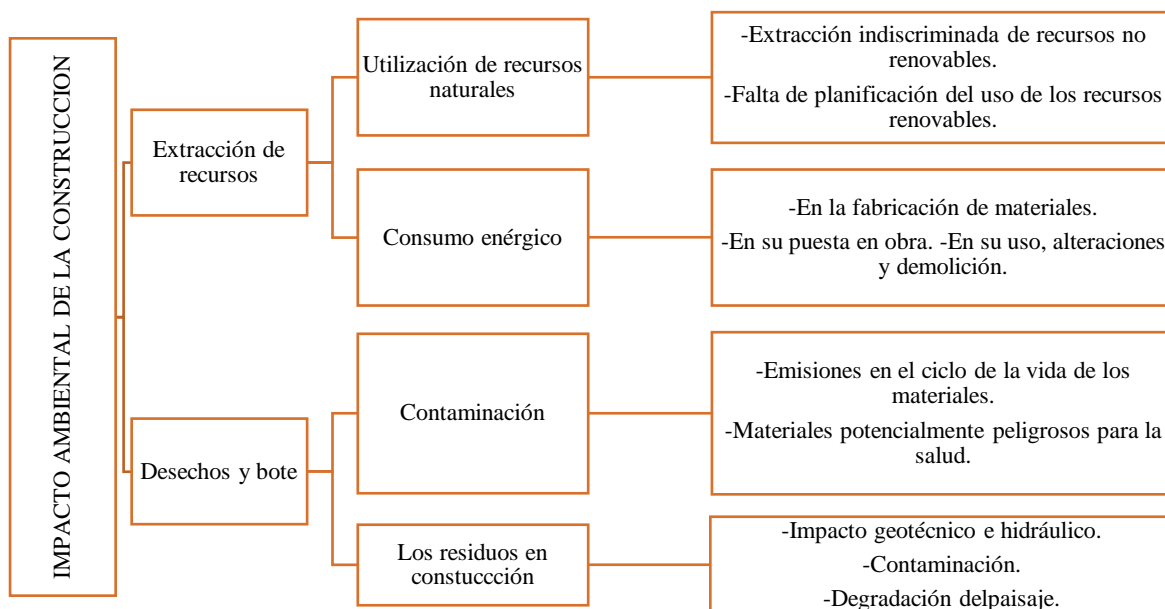 IMPACTO AMBIENTAL DE LA CONSTRUCCION
Extracción de
recursos
Utilización de recursos
naturales
-Extracción indiscriminada de recursos no
renovables.
-Falta de planificación del uso de los recursos
renovables.
Consumo enérgico
-En la fabricación de materiales.
-En su puesta en obra. -En su uso, alteraciones
y demolición.
Desechos y bote
Contaminación
-Emisiones en el ciclo de la vida de los
materiales.
-Materiales potencialmente peligrosos para la
salud.
Los residuos en
constuccción
-Impacto geotécnico e hidráulico.
-Contaminación.
-Degradación delpaisaje.